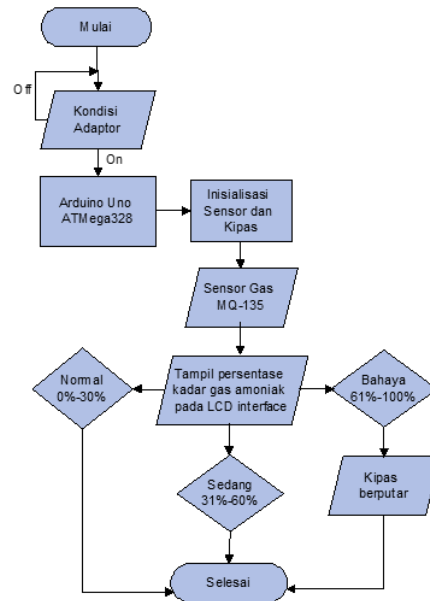 Mulai
Off
Kondisi
Adaptor
On
Arduino Uno
ATMega328
Inisialisasi
Sensor dan
Kipas
Sensor Gas
MQ-135
Tampil persentase
kadar gas amoniak
pada LCD interface
Normal
0%-30%
Bahaya
61%-100%
Sedang
31%-60%
Kipas
berputar
Selesai